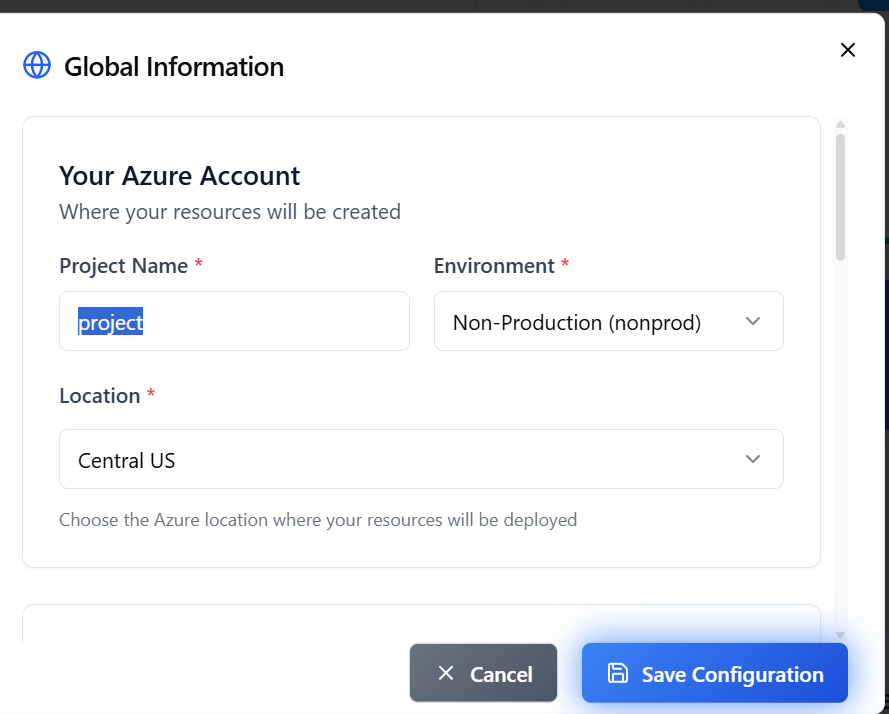 Global Information
Your Azure Account
Where your resources will be created
Project Name *
Environment *
project
Non-Production (nonprod)
Location *
Central US
Choose the Azure location where your resources will be deployed
Cancel
Save Configuration